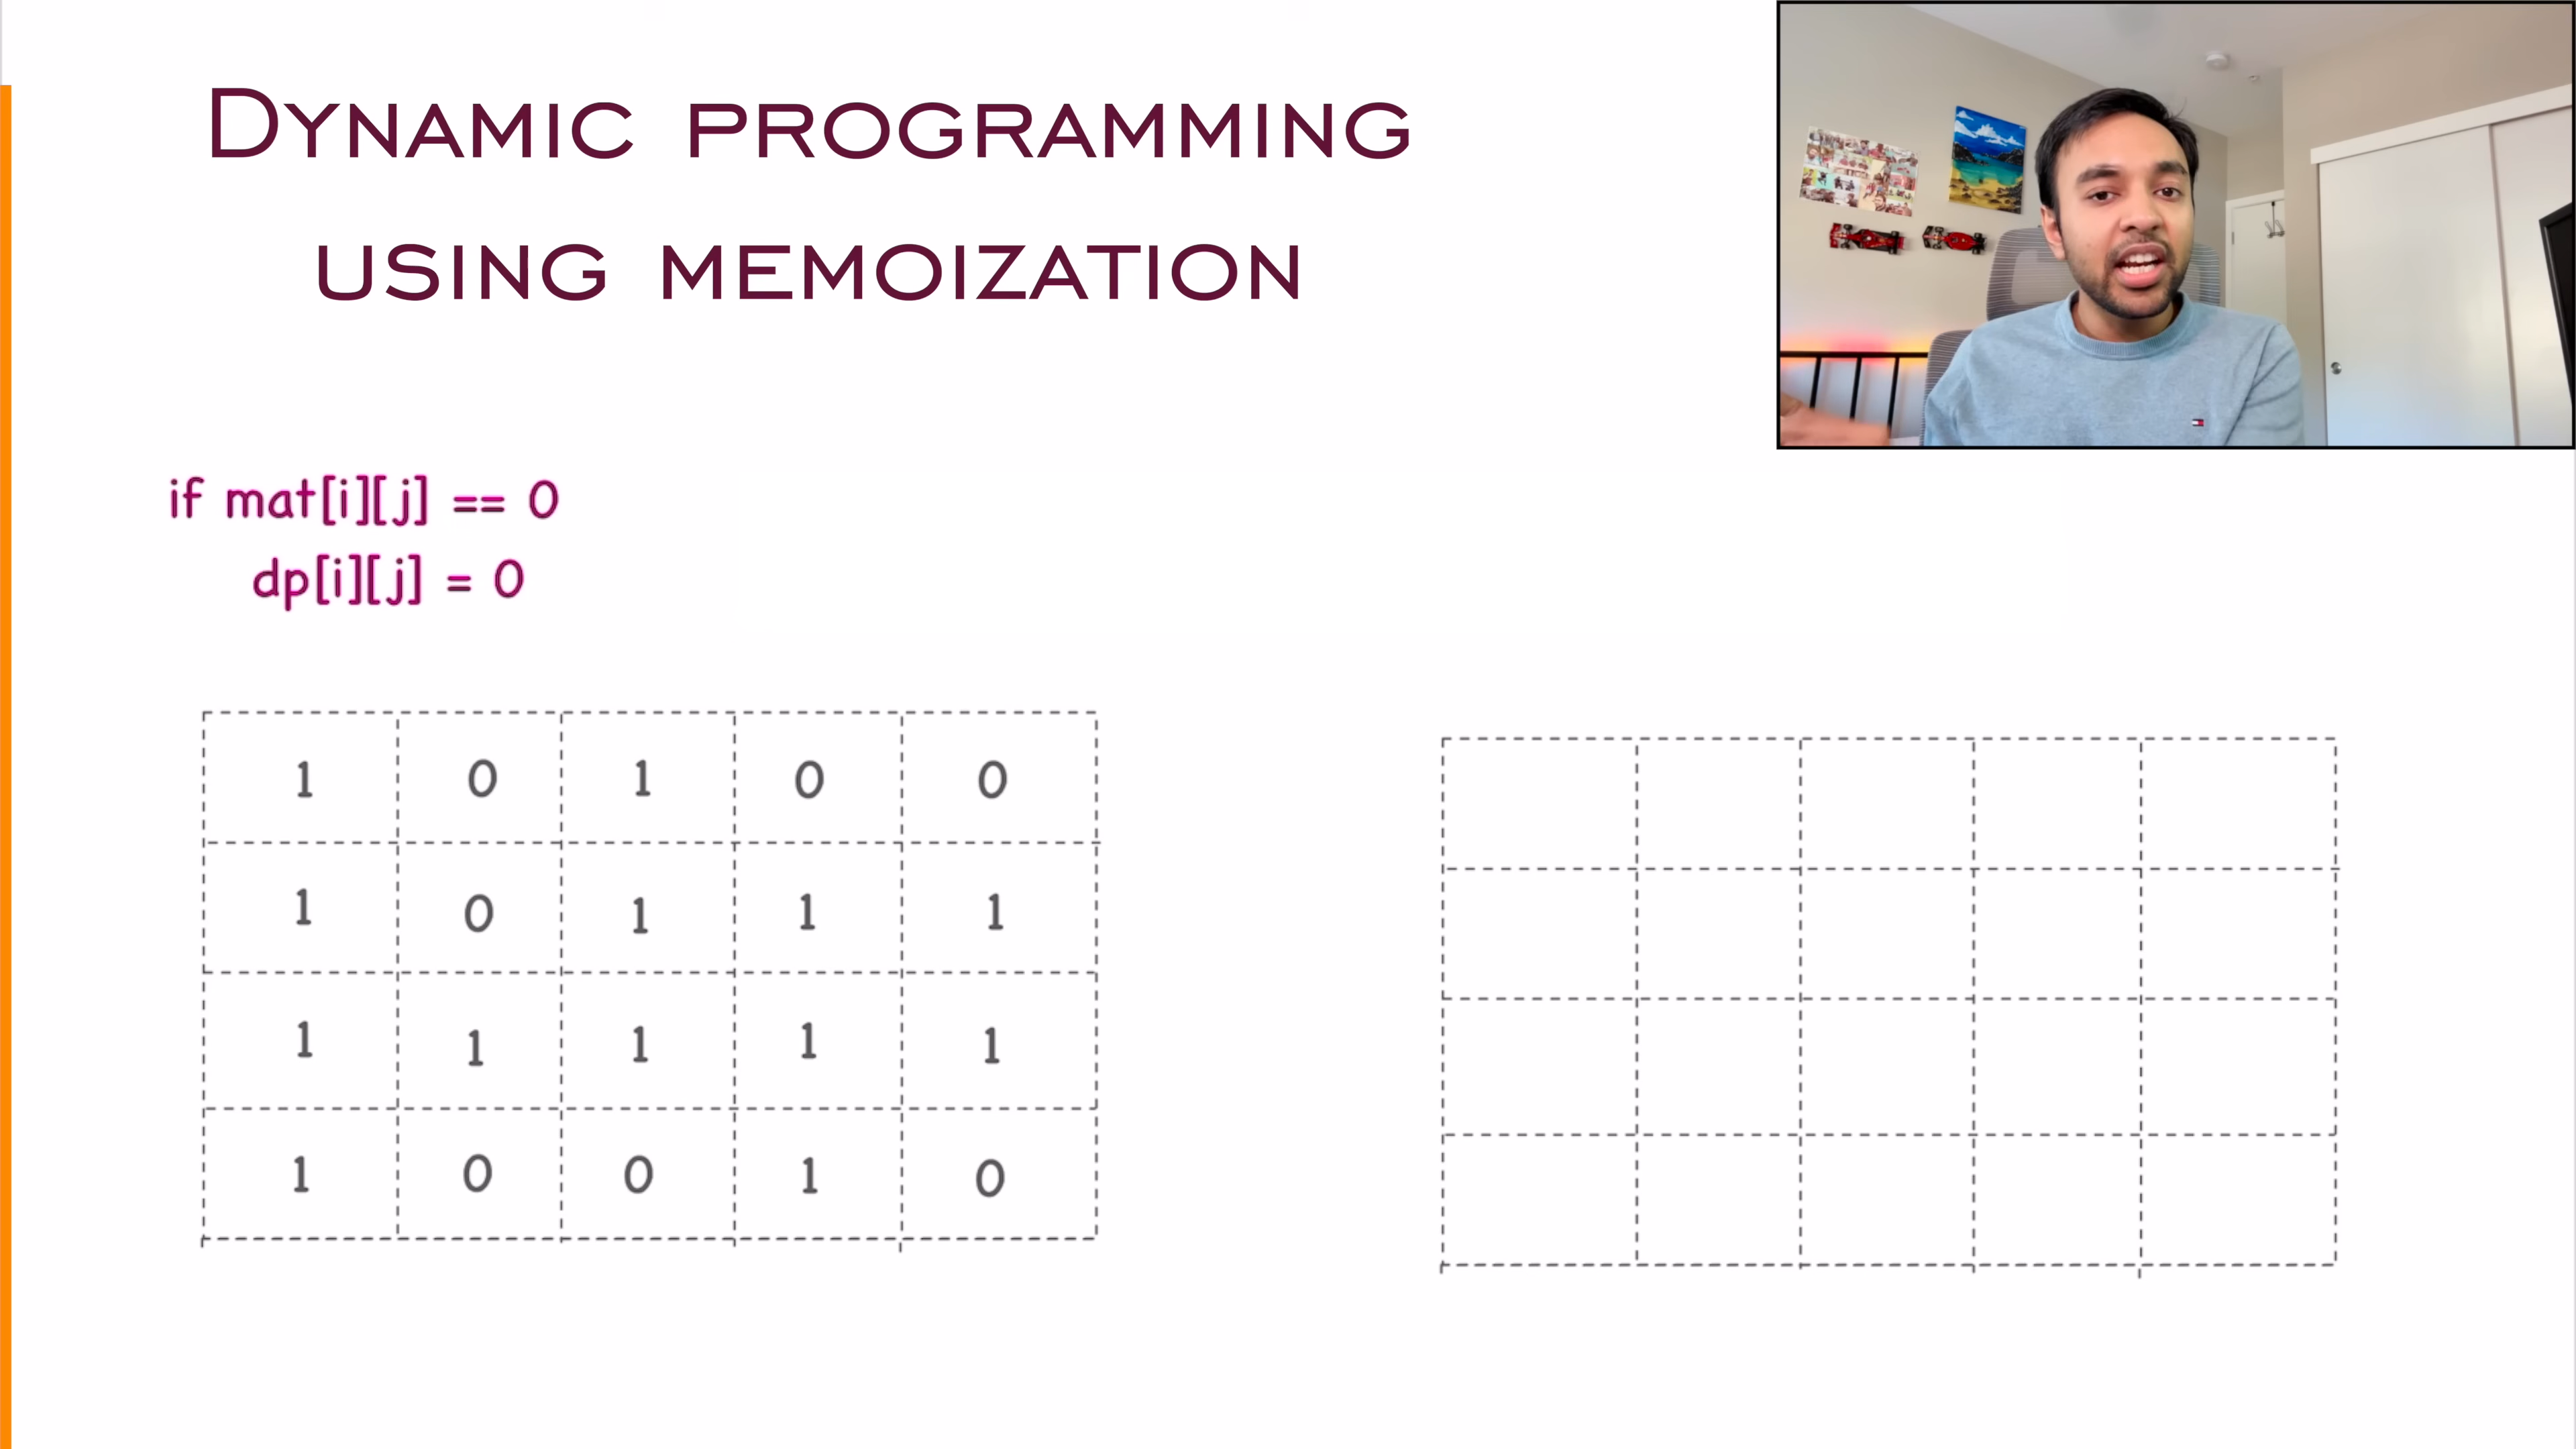 Dynamic programming
using memoization
if mat[i][j] == 0
dp[i][j] = 0
1 0 1 0 0
1 0 1 1 1
1 1 1 1 1
1 0 0 1 0